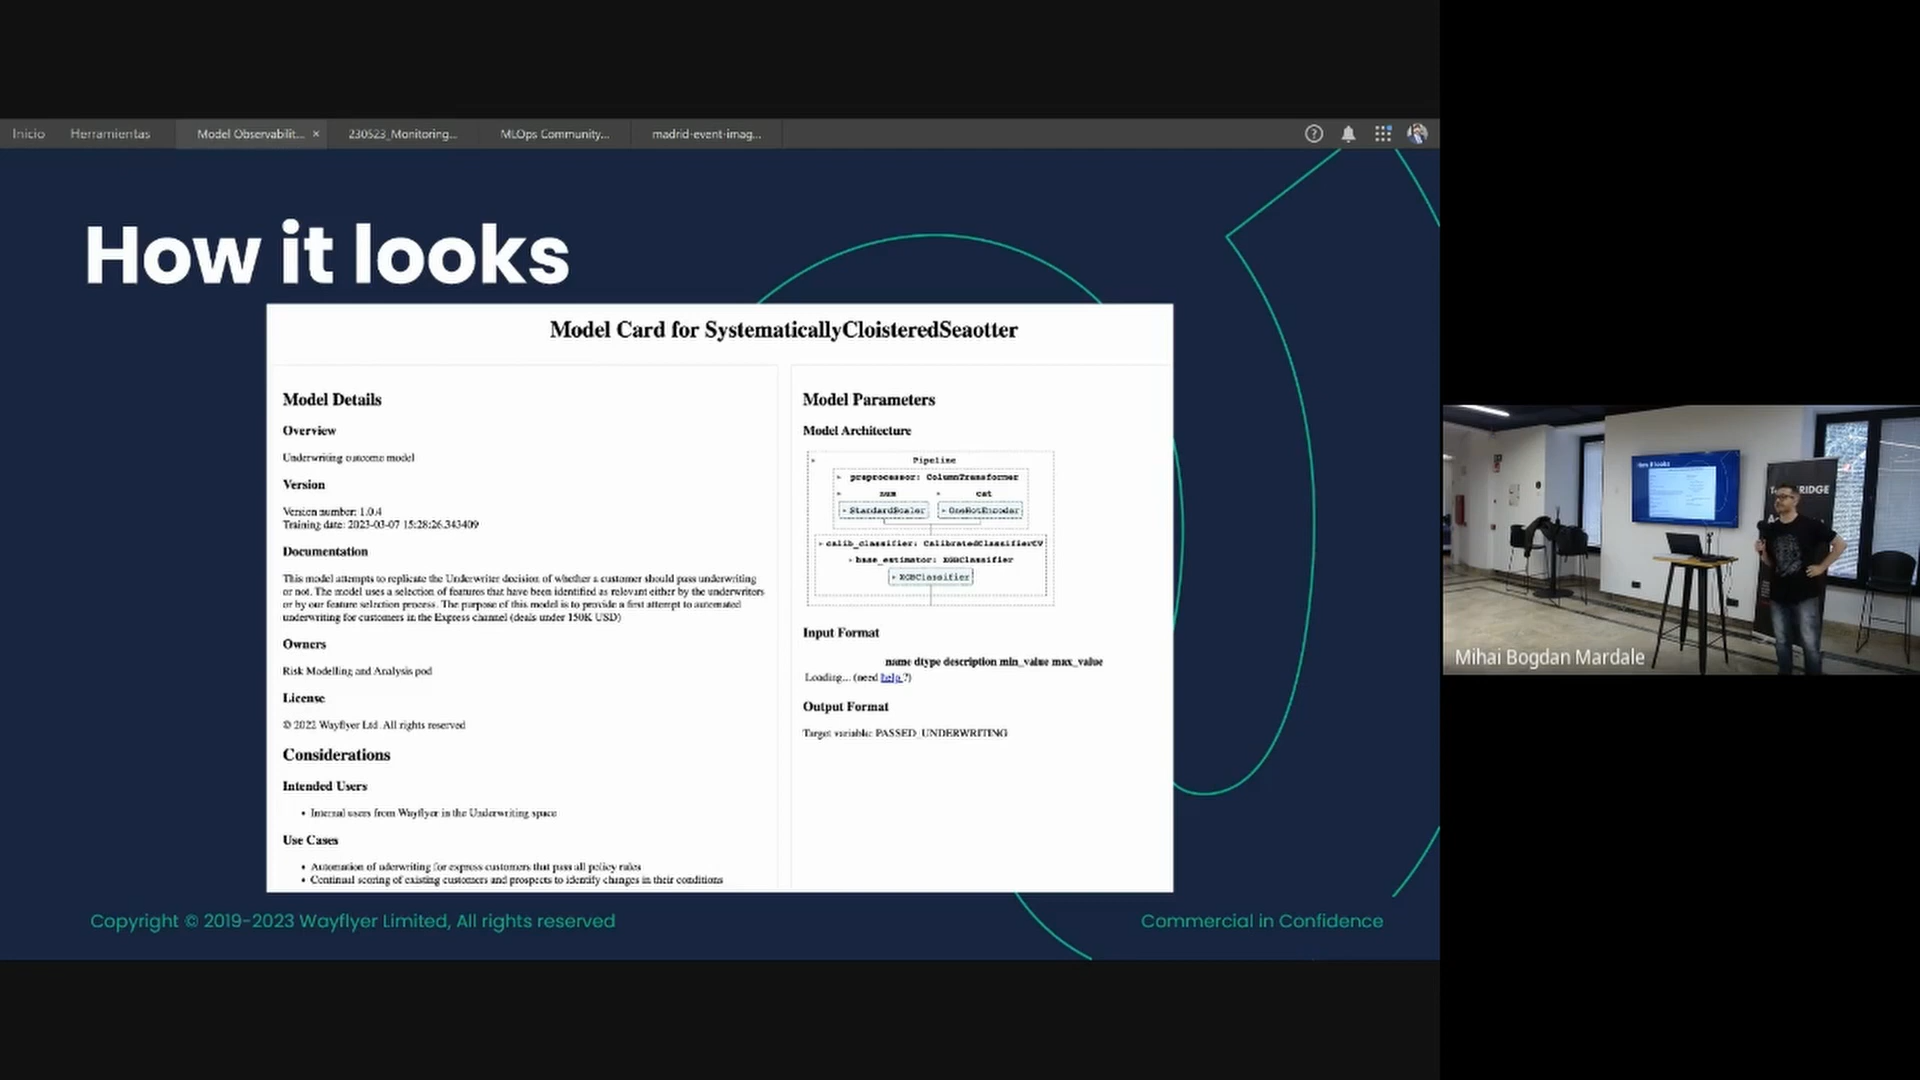 Inicio
Herramientas
Model Observabilit...
230523_Monitoring...
MLOps Community...
madrid-event-imag...
How it looks
Model Card for SystematicallyCloisteredSeaotter
Model Details
Overview
Underwriting outcome model
Version
Version number: 1.0.4
Training date: 2023-03-07 15:28:26.343409
Documentation
This model attempts to replicate the Underwriter decision of whether a customer should pass underwriting
or not. The model uses a selection of features that have been identified as relevant either by the underwriters
or by our feature selection process. The purpose of this model is to provide a first attempt to automated
underwriting for customers in the Express channel (deals under 150K USD)
Owners
Risk Modelling and Analysis pod
License
© 2022 Wayflyer Ltd. All rights reserved
Considerations
Intended Users
• Internal users from Wayflyer in the Underwriting space
Use Cases
• Automation of uderwriting for express customers that pass all policy rules
• Continual scoring of existing customers and prospects to identify changes in their conditions
Model Parameters
Model Architecture
Pipeline
preprocessor: ColumnTransformer
num
cat
StandardScaler
OneHotEncoder
calib_classifier: CalibratedClassifierCV
base_estimator: XGBClassifier
XGBClassifier
Input Format
name dtype description min_value max_value
Loading... (need help?)
Output Format
Target variable: PASSED_UNDERWRITING
Copyright © 2019-2023 Wayflyer Limited, All rights reserved
Commercial in Confidence
How it looks
Mihai Bogdan Mardale